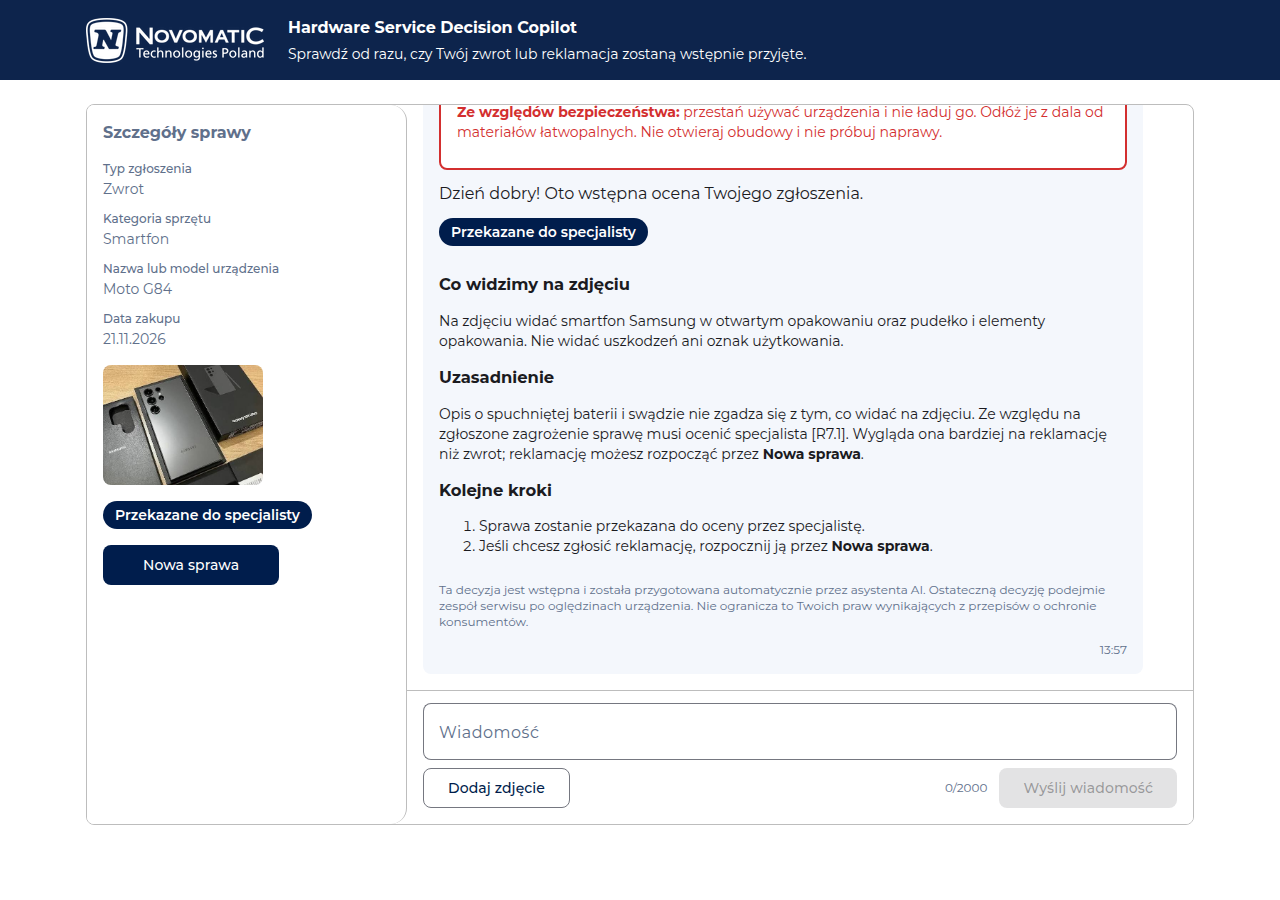 NOVOMATIC
Technologies Poland
Hardware Service Decision Copilot
Sprawdź od razu, czy Twój zwrot lub reklamacja zostaną wstępnie przyjęte.
Szczegóły sprawy
Typ zgłoszenia
Zwrot
Kategoria sprzętu
Smartfon
Nazwa lub model urządzenia
Moto G84
Data zakupu
21.11.2026
Przekazane do specjalisty
Nowa sprawa
Ze względów bezpieczeństwa: przestań używać urządzenia i nie ładuj go. Odłóż je z dala od
materiałów łatwopalnych. Nie otwieraj obudowy i nie próbuj naprawy.
Dzień dobry! Oto wstępna ocena Twojego zgłoszenia.
Przekazane do specjalisty
Co widzimy na zdjęciu
Na zdjęciu widać smartfon Samsung w otwartym opakowaniu oraz pudełko i elementy
opakowania. Nie widać uszkodzeń ani oznak użytkowania.
Uzasadnienie
Opis o spuchniętej baterii i swądzie nie zgadza się z tym, co widać na zdjęciu. Ze względu na
zgłoszone zagrożenie sprawę musi ocenić specjalista [R7.1]. Wygląda ona bardziej na reklamację
niż zwrot; reklamację możesz rozpocząć przez Nowa sprawa.
Kolejne kroki
1. Sprawa zostanie przekazana do oceny przez specjalistę.
2. Jeśli chcesz zgłosić reklamację, rozpocznij ją przez Nowa sprawa.
Ta decyzja jest wstępna i została przygotowana automatycznie przez asystenta AI. Ostateczną decyzję podejmie
zespół serwisu po oględzinach urządzenia. Nie ogranicza to Twoich praw wynikających z przepisów o ochronie
konsumentów.
13:57
Wiadomość
Dodaj zdjęcie
0/2000
Wyślij wiadomość